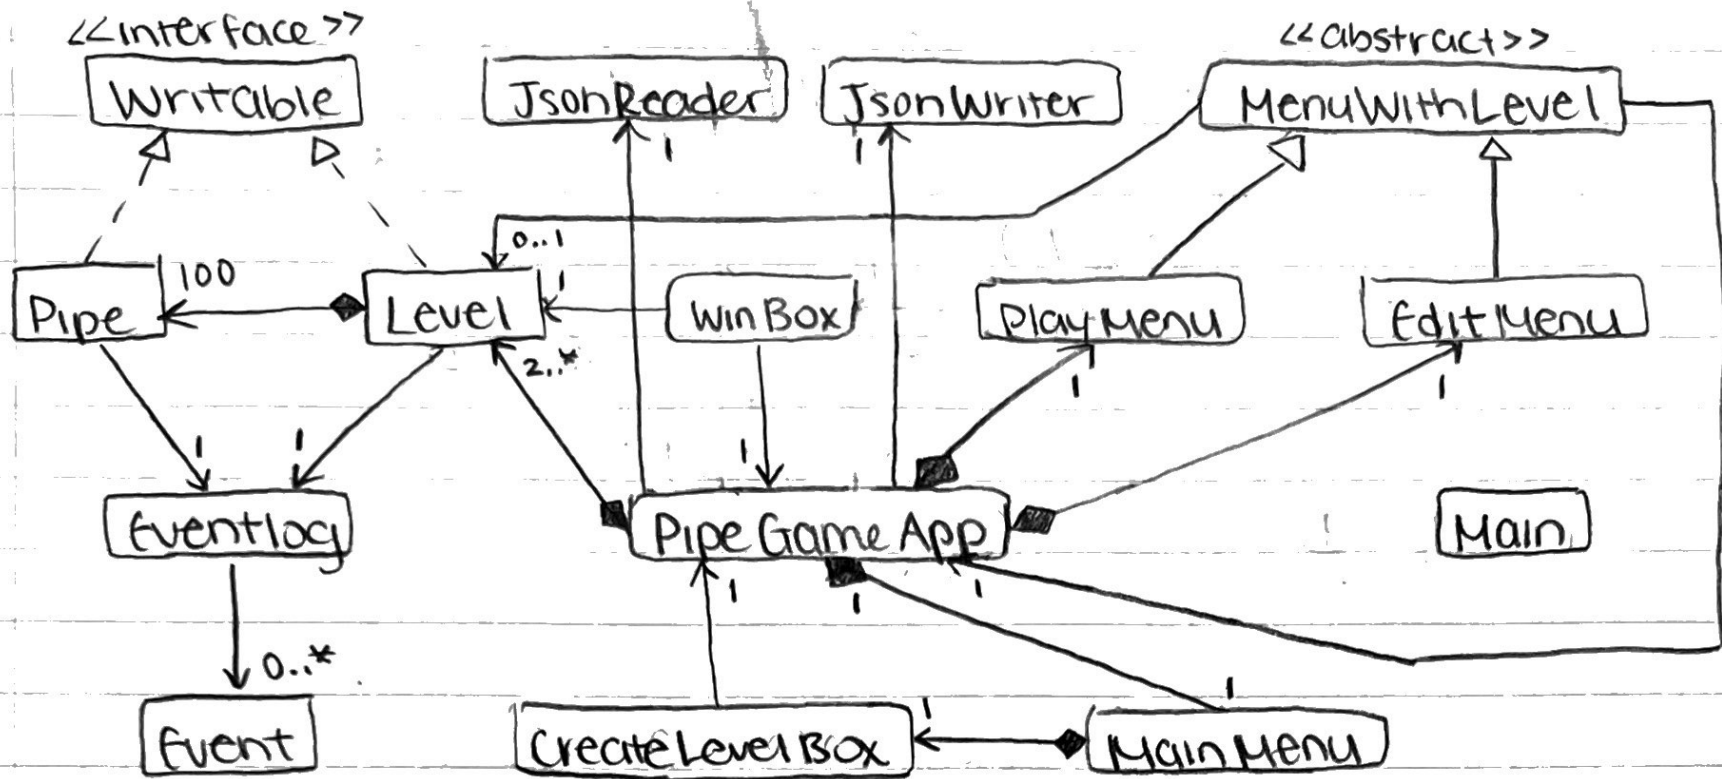 <<interface>>
Writable
JsonReader
JsonWriter
<<abstract>>
MenuWithLevel
1
1
0..1
100
1
Pipe
Level
WinBox
PlayMenu
EditMenu
2..*
1
1
1
1
1
Eventlog
PipeGameApp
Main
1
1
1
0..*
1
1
Event
CreateLevelBox
MainMenu